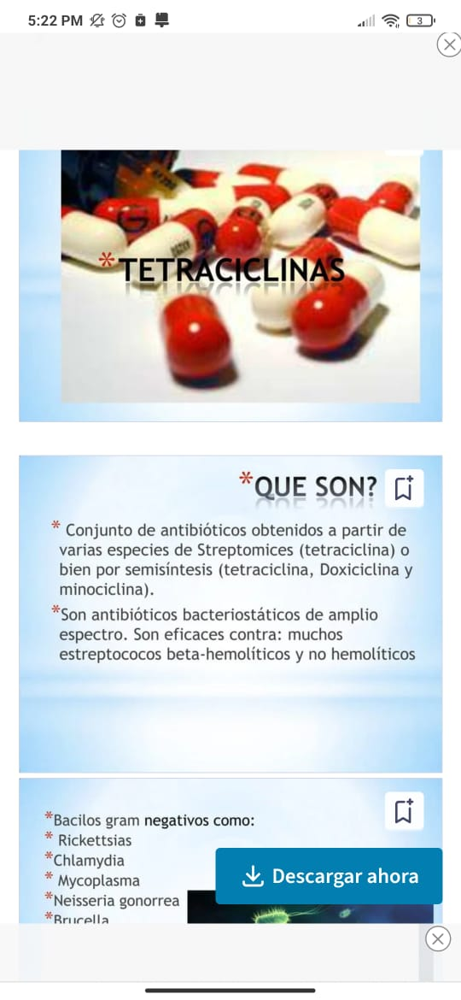 5:22 PM
3
*TETRACICLINAS
*QUE SON?
* Conjunto de antibióticos obtenidos a partir de
varias especies de Streptomices (tetraciclina) o
bien por semisíntesis (tetraciclina, Doxiciclina y
minociclina).
*Son antibióticos bacteriostáticos de amplio
espectro. Son eficaces contra: muchos
estreptococos beta-hemolíticos y no hemolíticos
*Bacilos gram negativos como:
* Rickettsias
*Chlamydia
* Mycoplasma
*Neisseria gonorrea
*Brucella
Descargar ahora